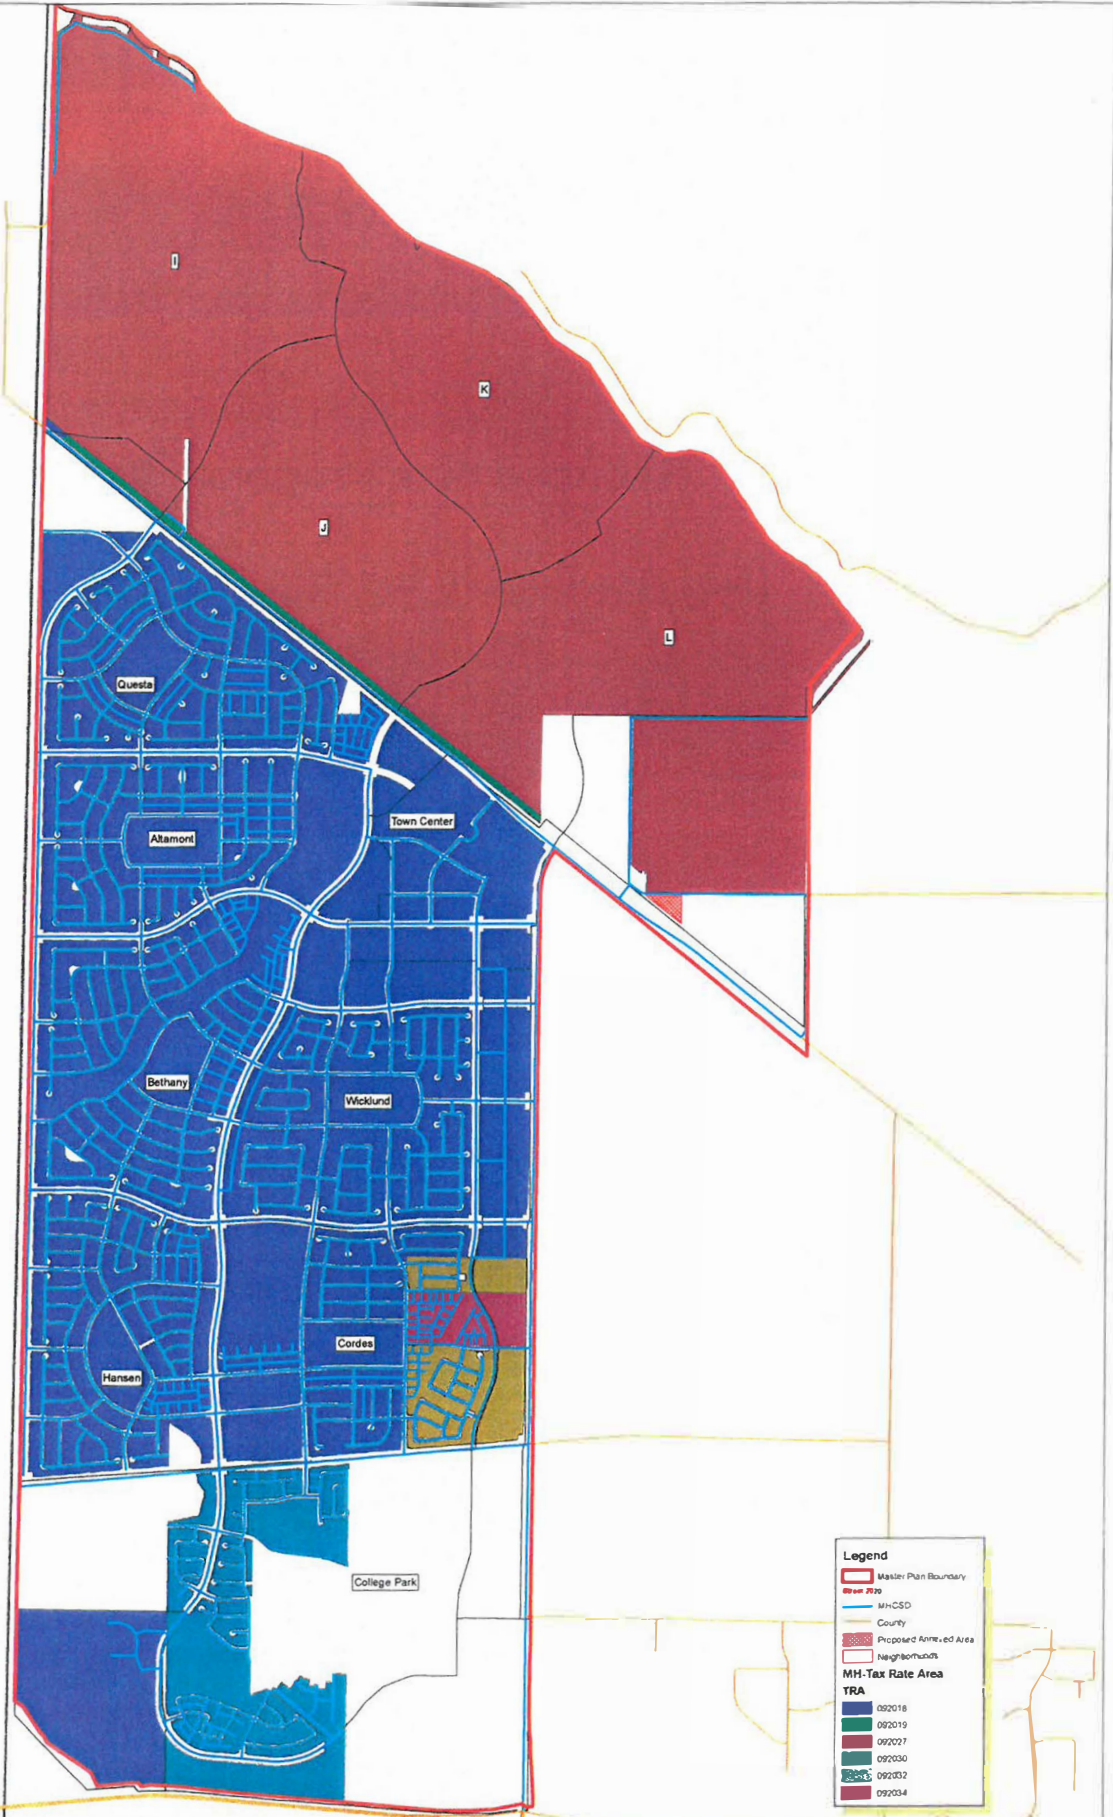 I
K
J
L
Questa
Town Center
Altamont
Bethany
Wicklund
Cordes
Hansen
College Park
Legend
Master Plan Boundary
MHCSD
County
Proposed Annexed Area
Neighborhoods
MH-Tax Rate Area
TRA
092018
092019
092027
092030
092032
092034